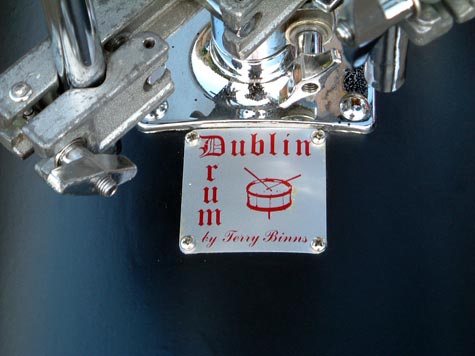 Dublin
Drum
by Terry Binns